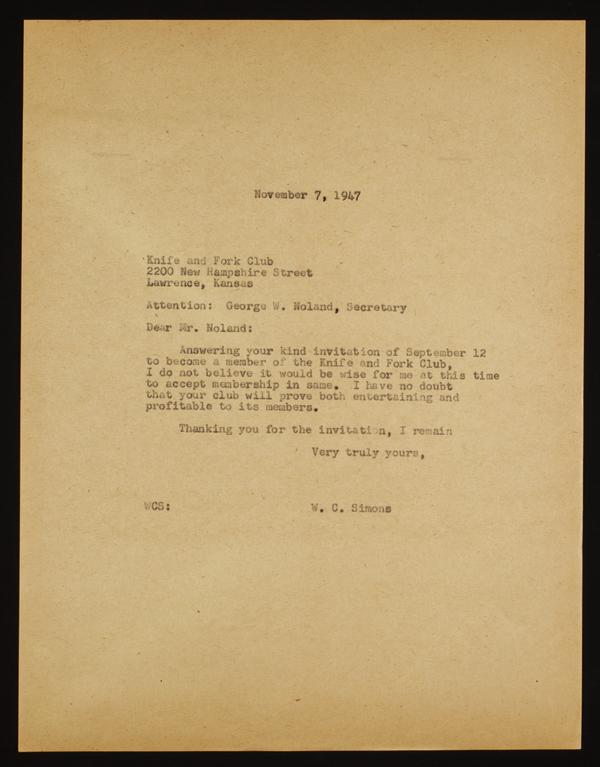 November 7, 1947
Knife and Fork Club
2200 New Hampshire Street
Lawrence, Kansas
Attention: George W. Noland, Secretary
Dear Mr. Noland:
Answering your kind invitation of September 12
to become a member of the Knife and Fork Club,
I do not believe it would be wise for me at this time
to accept membership in same. I have no doubt
that your club will prove both entertaining and
profitable to its members.
Thanking you for the invitation, I remain
Very truly yours,
WCS: W. C. Simons